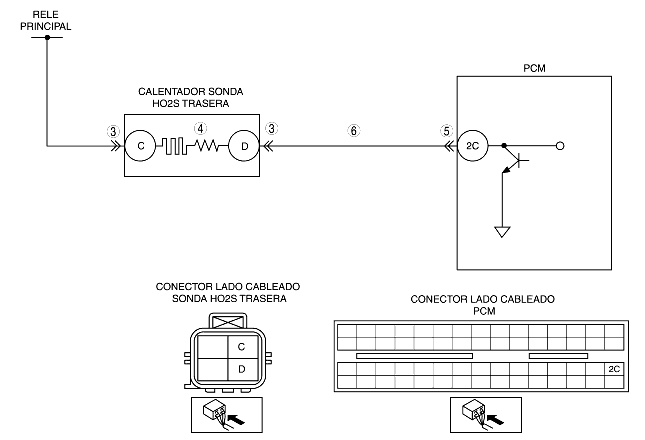 RELE
PRINCIPAL
PCM
CALENTADOR SONDA
HO2S TRASERA
3
4
3
6
5
C
D
2C
CONECTOR LADO CABLEADO
SONDA HO2S TRASERA
C
D
CONECTOR LADO CABLEADO
PCM
2C